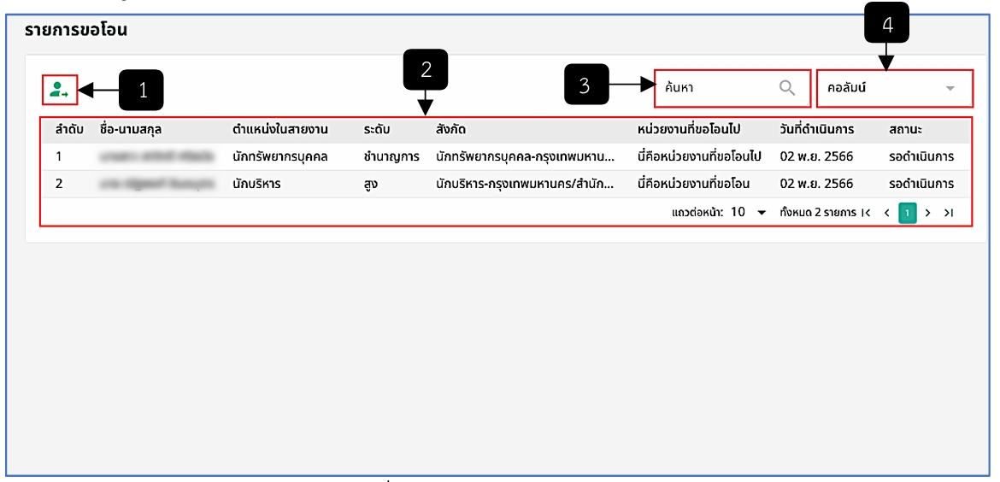 4
รายการขอโอน
2
1
3
ค้นหา
คอลัมน์
ลำดับ ชื่อ-นามสกุล ตำแหน่งในสายงาน ระดับ สังกัด หน่วยงานที่ขอโอนไป วันที่ดำเนินการ สถานะ
1 นักทรัพยากรบุคคล ชำนาญการ นักทรัพยากรบุคคล-กรุงเทพมหาน... นี่คือหน่วยงานที่ขอโอนไป 02 พ.ย. 2566 รอดำเนินการ
2 นักบริหาร สูง นักบริหาร-กรุงเทพมหานคร/สำนัก... นี่คือหน่วยงานที่ขอโอน 02 พ.ย. 2566 รอดำเนินการ
แถวต่อหน้า: 10 ทั้งหมด 2 รายการ |< < 1 > >|